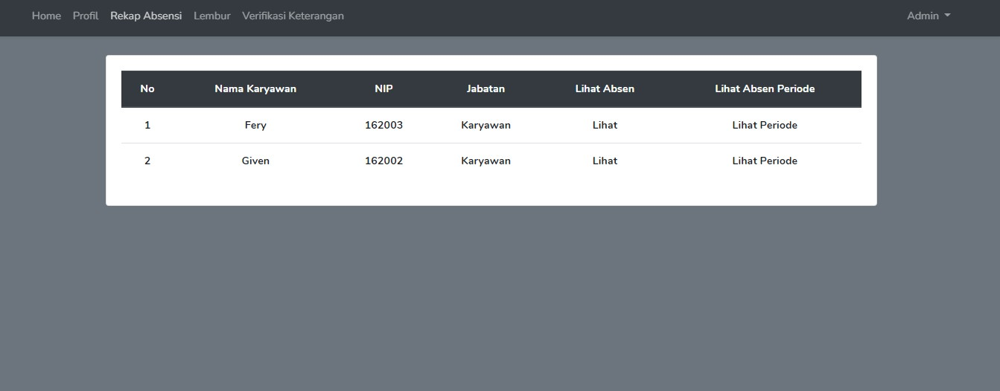 Home Profil Rekap Absensi Lembur Verifikasi Keterangan Admin
No Nama Karyawan NIP Jabatan Lihat Absen Lihat Absen Periode
1 Fery 162003 Karyawan Lihat Lihat Periode
2 Given 162002 Karyawan Lihat Lihat Periode